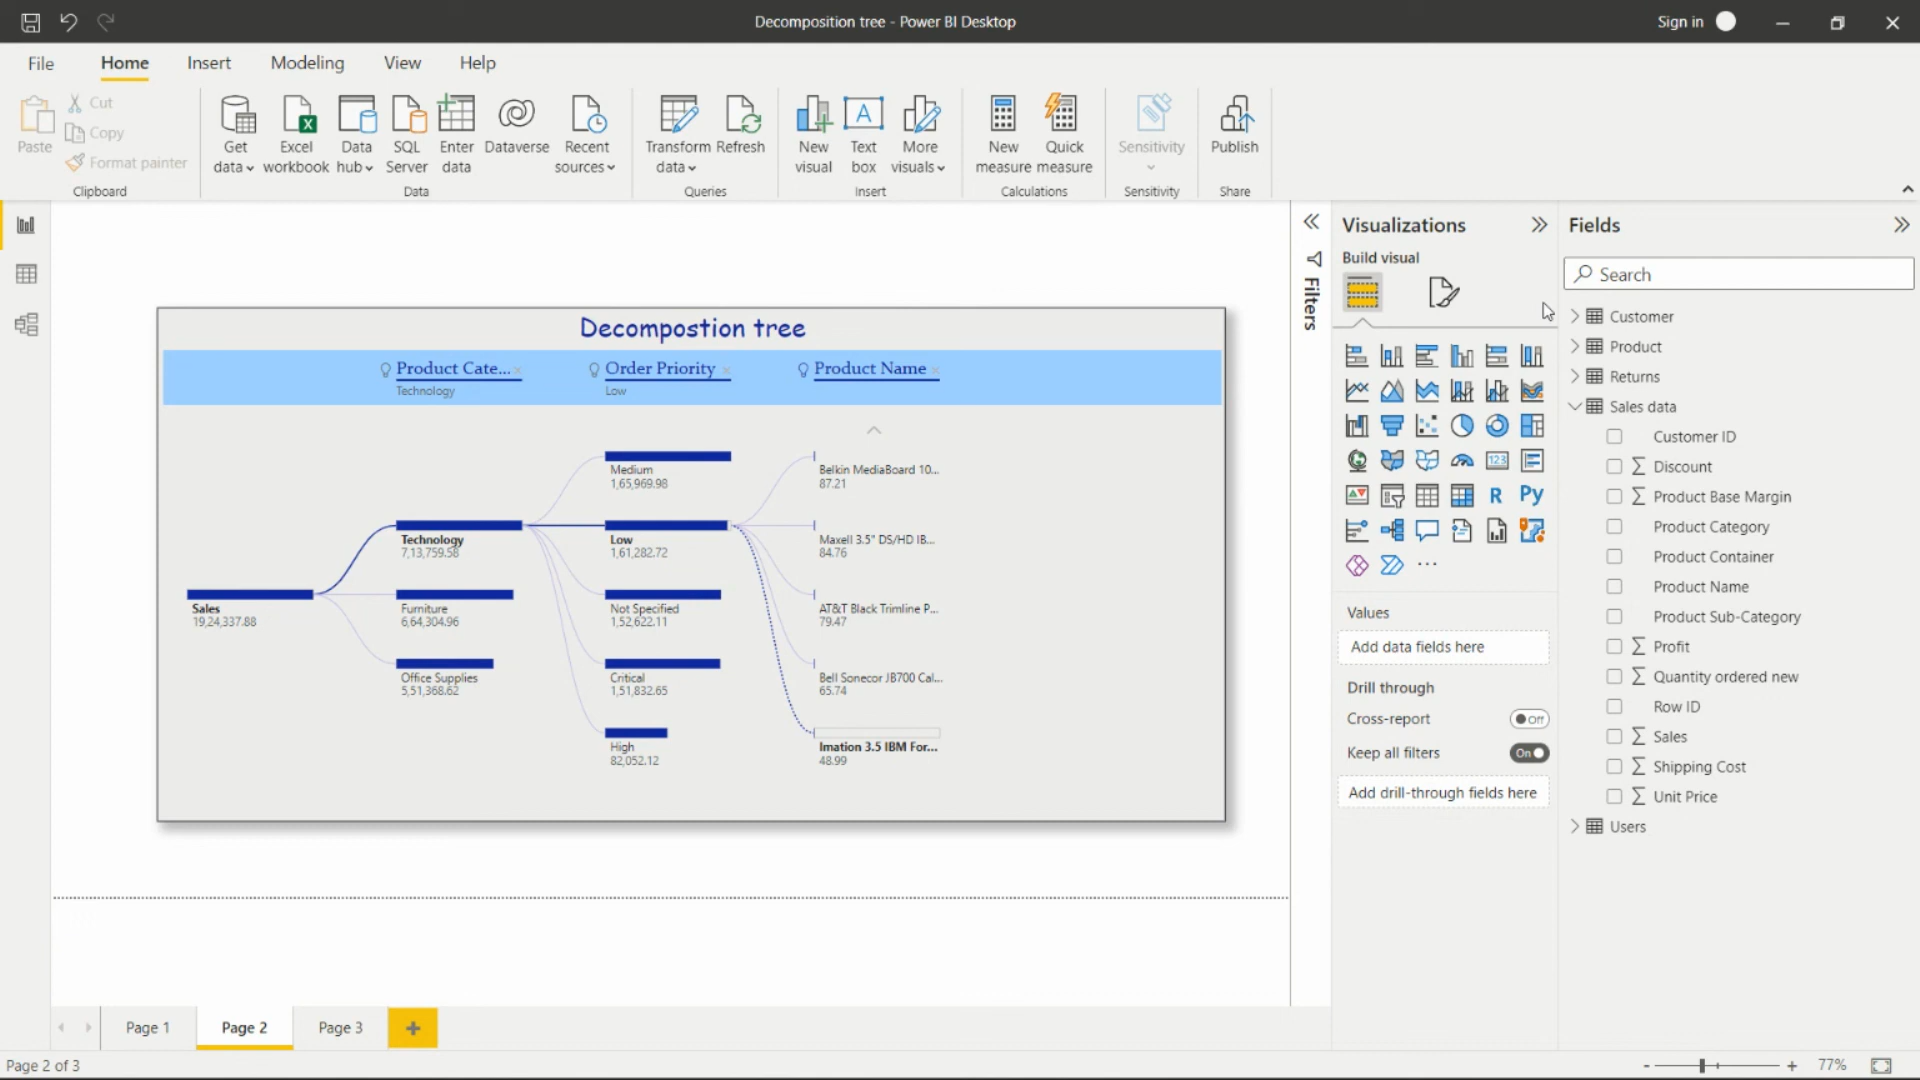 Decomposition tree - Power BI Desktop
Sign in
File Home Insert Modeling View Help
Paste
Cut
Copy
Format painter
Clipboard
Get data
Excel workbook
Data hub
SQL Server
Enter data
Dataverse
Recent sources
Data
Transform data
Refresh
Queries
New visual
Text box
More visuals
Insert
New measure
Quick measure
Calculations
Sensitivity
Sensitivity
Publish
Share
Decompostion tree
Product Cate...
Technology
Order Priority
Low
Product Name
Sales
19,24,337.88
Technology
7,13,759.58
Furniture
6,64,304.96
Office Supplies
5,51,368.62
Medium
1,65,969.98
Low
1,61,282.72
Not Specified
1,52,622.11
Critical
1,51,832.65
High
82,052.12
Belkin MediaBoard 10...
87.21
Maxell 3.5" DS/HD IB...
84.76
AT&T Black Trimline P...
79.47
Bell Sonecor JB700 Cal...
65.74
Imation 3.5 IBM For...
48.99
Filters
Visualizations
Build visual
123
R
Py
...
Values
Add data fields here
Drill through
Cross-report
Off
Keep all filters
On
Add drill-through fields here
Fields
Search
Customer
Product
Returns
Sales data
Customer ID
Discount
Product Base Margin
Product Category
Product Container
Product Name
Product Sub-Category
Profit
Quantity ordered new
Row ID
Sales
Shipping Cost
Unit Price
Users
Page 1
Page 2
Page 3
+
Page 2 of 3
- + 77%